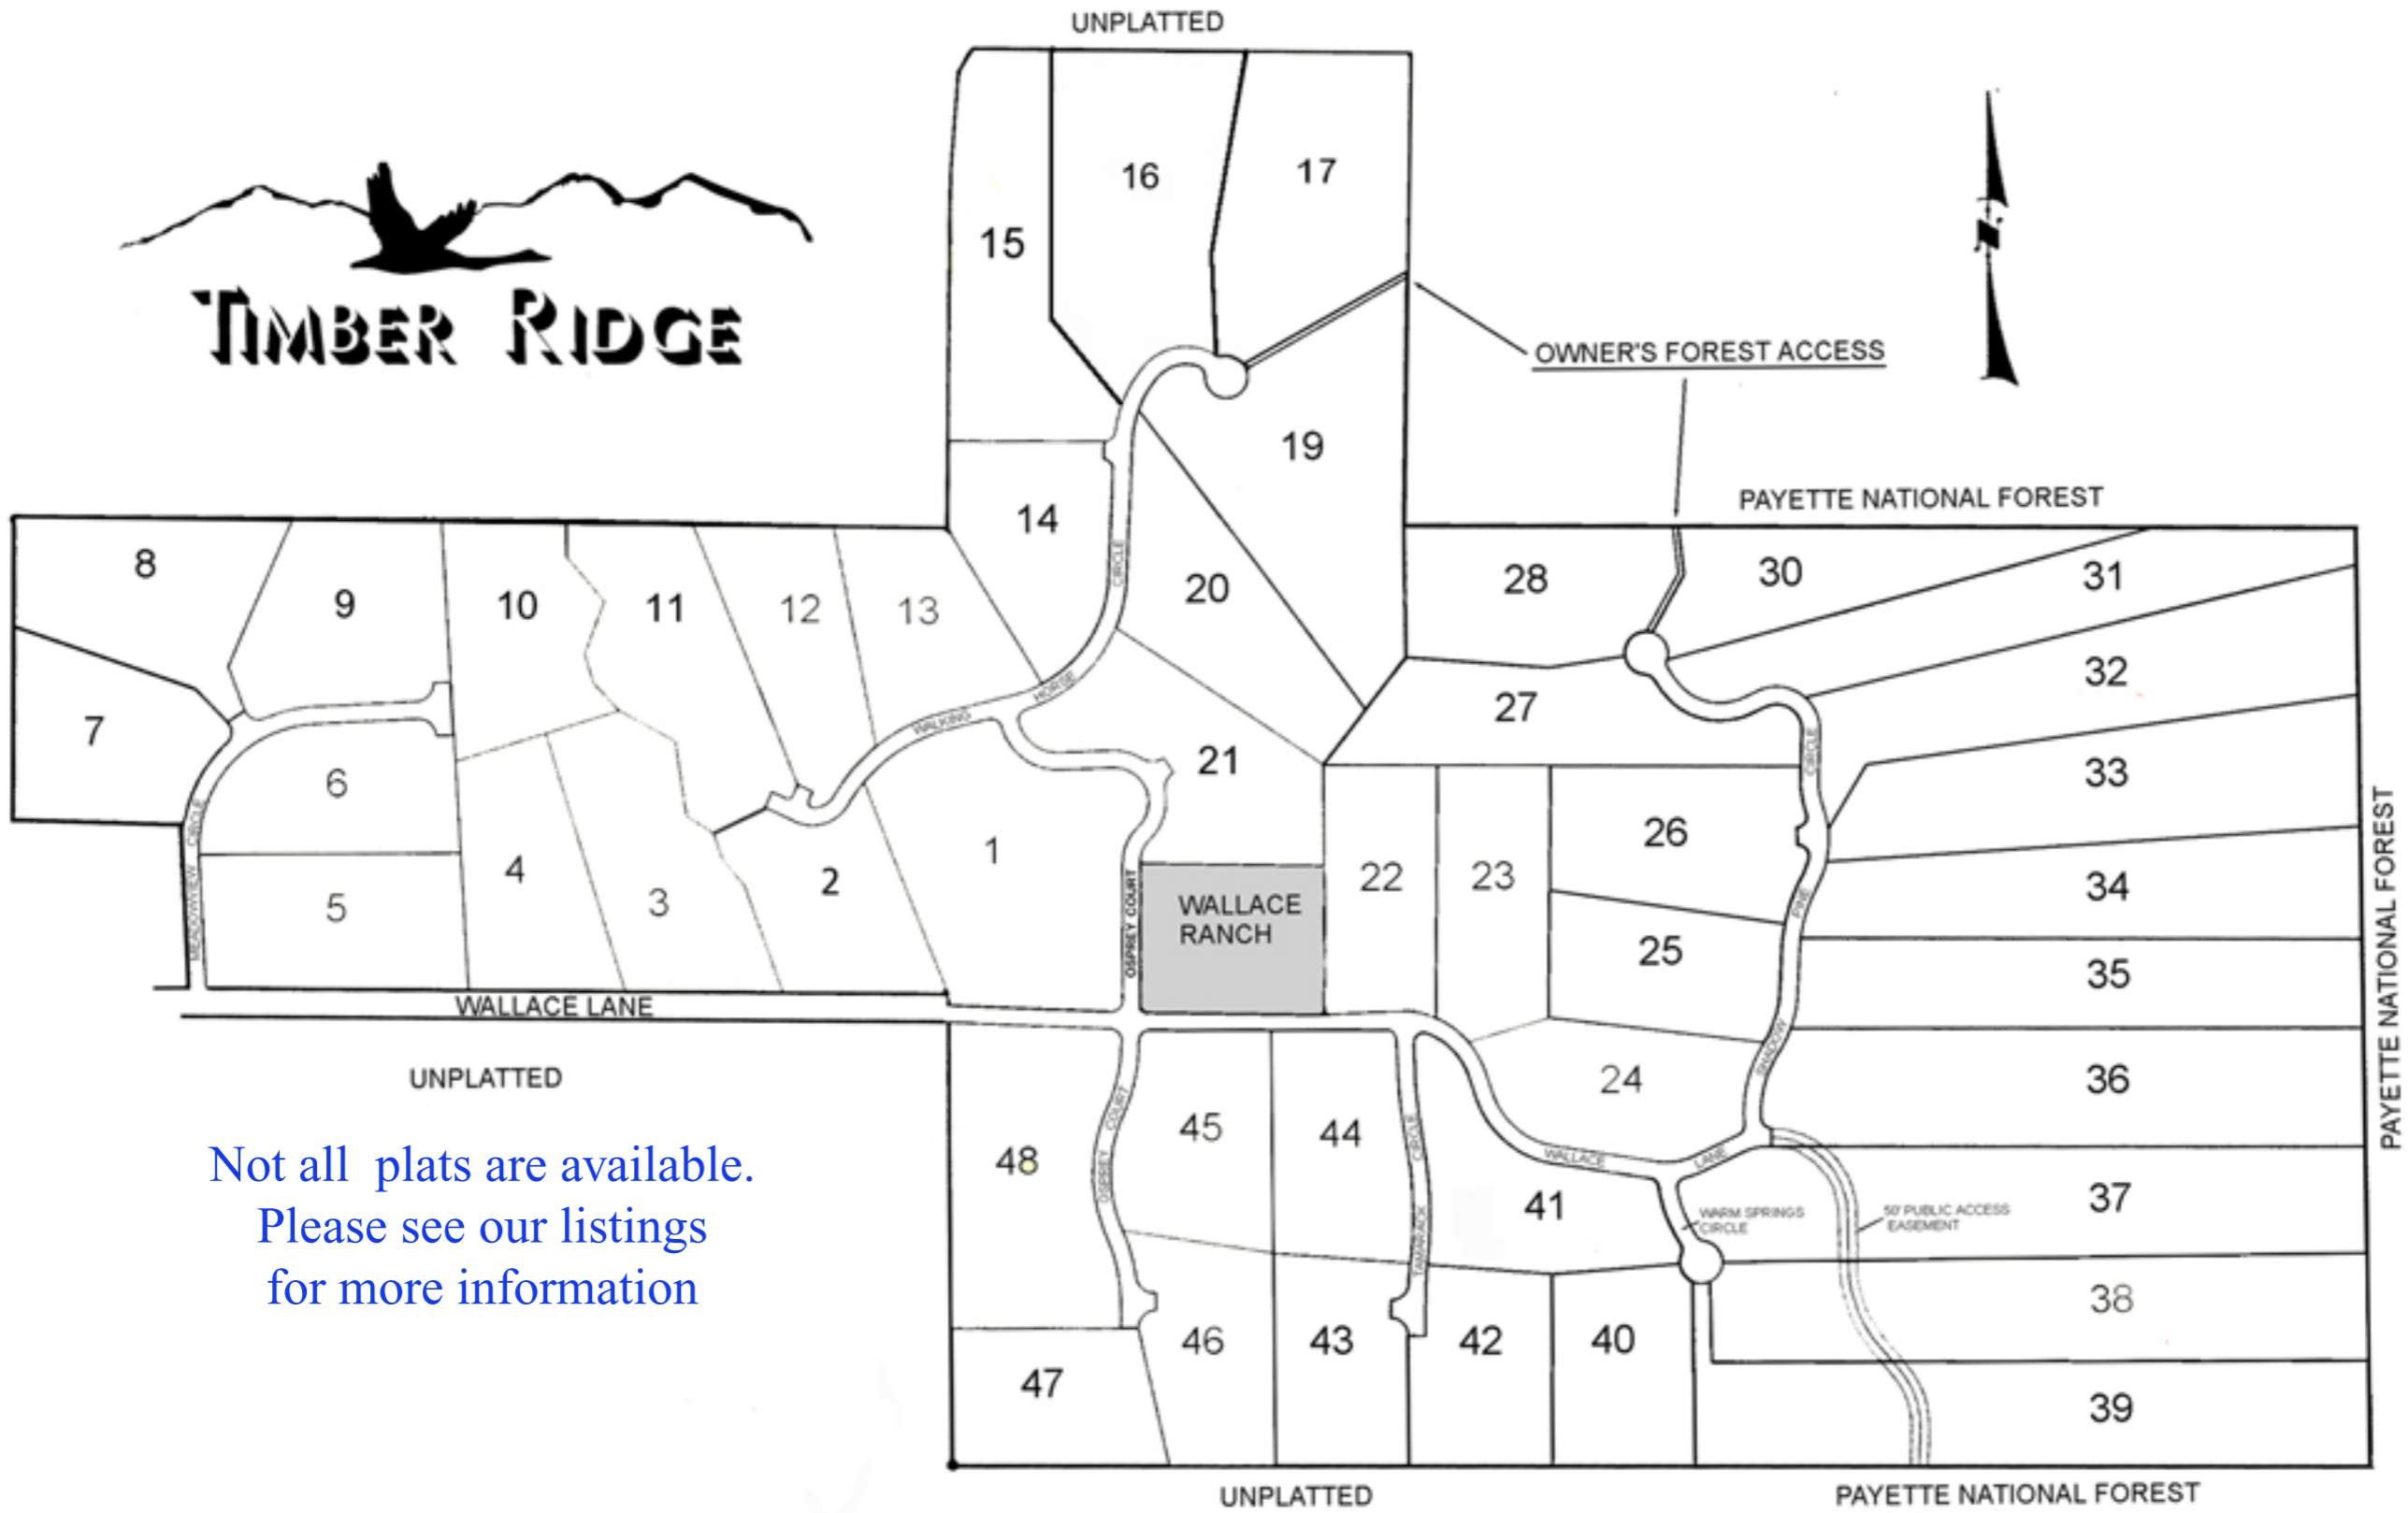 UNPLATTED
16
17
15
TIMBER RIDGE
OWNER'S FOREST ACCESS
N
19
PAYETTE NATIONAL FOREST
14
8
9
10
11
12
13
CIRCLE
20
28
30
31
32
7
HORSE
WALKING
27
21
CIRCLE
33
6
MEADOWVIEW CIRCLE
5
4
3
2
1
OSPREY COURT
WALLACE
RANCH
22
23
26
25
PINE
34
35
PAYETTE NATIONAL FOREST
WALLACE LANE
SHADOW
UNPLATTED
24
36
Not all plats are available.
Please see our listings
for more information
48
OSPREY COURT
45
44
CIRCLE
TAMARACK
41
WALLACE
LANE
WARM SPRINGS
CIRCLE
50' PUBLIC ACCESS
EASEMENT
37
38
47
46
43
42
40
39
UNPLATTED
PAYETTE NATIONAL FOREST